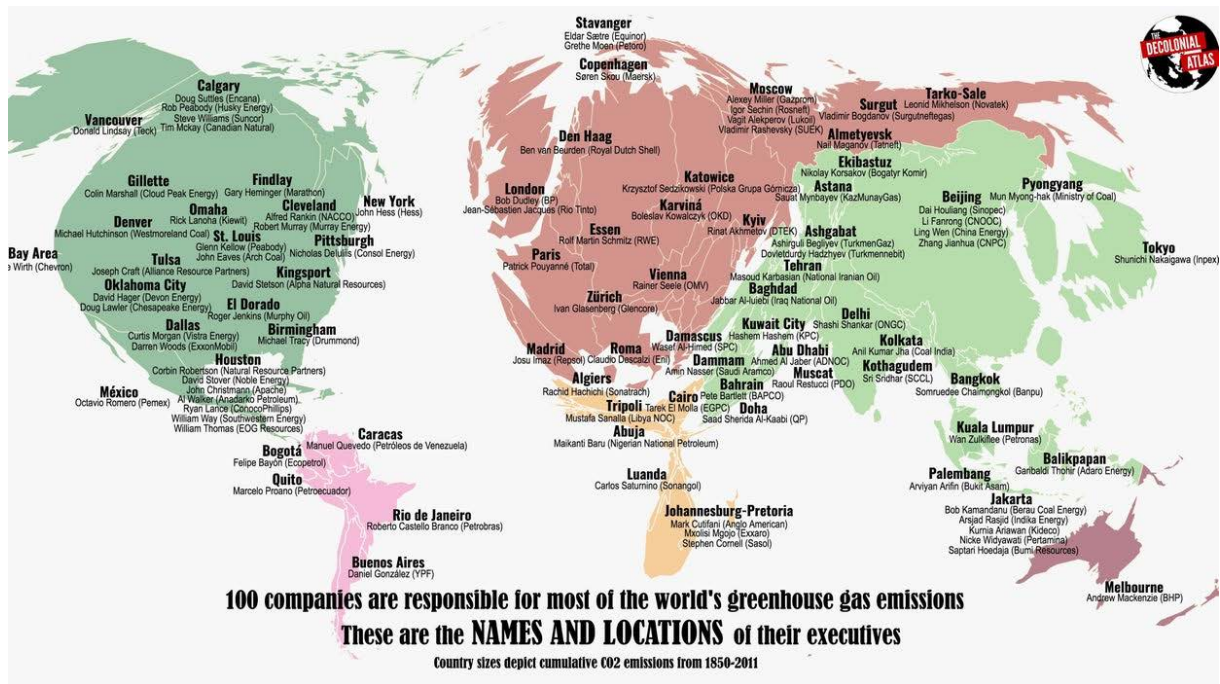 THE
DECOLONIAL
ATLAS
Stavanger
Eldar Sætre (Equinor)
Grethe Moen (Petoro)
Copenhagen
Søren Skou (Maersk)
Calgary
Doug Suttles (Encana)
Rob Peabody (Husky Energy)
Steve Williams (Suncor)
Tim Mckay (Canadian Natural)
Vancouver
Donald Lindsay (Teck)
Moscow
Alexey Miller (Gazprom)
Igor Sechin (Rosneft)
Vagit Alekperov (Lukoil)
Vladimir Rashevsky (SUEK)
Tarko-Sale
Leonid Mikhelson (Novatek)
Surgut
Vladimir Bogdanov (Surgutneftegas)
Almetyevsk
Nail Maganov (Tatneft)
Den Haag
Ben van Beurden (Royal Dutch Shell)
Ekibastuz
Nikolay Korsakov (Bogatyr Komir)
Gillette
Colin Marshall (Cloud Peak Energy)
Findlay
Gary Heminger (Marathon)
New York
John Hess (Hess)
London
Bob Dudley (BP)
Jean-Sébastien Jacques (Rio Tinto)
Katowice
Krzysztof Sedzikowski (Polska Grupa Górnicza)
Astana
Sauat Mynbayev (KazMunayGas)
Beijing
Dai Houliang (Sinopec)
Li Fanrong (CNOOC)
Ling Wen (China Energy)
Zhang Jianhua (CNPC)
Pyongyang
Mun Myong-hak (Ministry of Coal)
Omaha
Rick Lanoha (Kiewit)
Cleveland
Alfred Rankin (NACCO)
Robert Murray (Murray Energy)
Karviná
Boleslav Kowalczyk (OKD)
Kyiv
Rinat Akhmetov (DTEK)
Denver
Michael Hutchinson (Westmoreland Coal)
St. Louis
Glenn Kellow (Peabody)
John Eaves (Arch Coal)
Pittsburgh
Nicholas DeIuliis (Consol Energy)
Essen
Rolf Martin Schmitz (RWE)
Ashgabat
Ashirguli Begliyev (TurkmenGaz)
Dovletdurdy Hadzhyev (Turkmennebit)
Bay Area
Wirth (Chevron)
Tulsa
Joseph Craft (Alliance Resource Partners)
Paris
Patrick Pouyanné (Total)
Tokyo
Shunichi Nakaigawa (Inpex)
Kingsport
David Stetson (Alpha Natural Resources)
Vienna
Rainer Seele (OMV)
Tehran
Masoud Karbasian (National Iranian Oil)
Oklahoma City
David Hager (Devon Energy)
Doug Lawler (Chesapeake Energy)
Zürich
Ivan Glasenberg (Glencore)
Baghdad
Jabbar Al-luiebi (Iraq National Oil)
El Dorado
Roger Jenkins (Murphy Oil)
Dallas
Curtis Morgan (Vistra Energy)
Darren Woods (ExxonMobil)
Birmingham
Michael Tracy (Drummond)
Kuwait City
Hashem Hashem (KPC)
Delhi
Shashi Shankar (ONGC)
Damascus
Wasef Al-Himed (SPC)
Kolkata
Anil Kumar Jha (Coal India)
Madrid
Josu Imaz (Repsol)
Roma
Claudio Descalzi (Eni)
Abu Dhabi
Ahmed Al Jaber (ADNOC)
Houston
Corbin Robertson (Natural Resource Partners)
David Stover (Noble Energy)
John Christmann (Apache)
Al Walker (Anadarko Petroleum)
Ryan Lance (ConocoPhillips)
William Way (Southwestern Energy)
William Thomas (EOG Resources)
Dammam
Amin Nasser (Saudi Aramco)
Muscat
Raoul Restucci (PDO)
Kothagudem
Sri Sridhar (SCCL)
Algiers
Rachid Hachichi (Sonatrach)
Bahrain
Pete Bartlett (BAPCO)
Bangkok
Somruedee Chaimongkol (Banpu)
México
Octavio Romero (Pemex)
Cairo
Tarek El Molla (EGPC)
Tripoli
Mustafa Sanalla (Libya NOC)
Doha
Saad Sherida Al-Kaabi (QP)
Abuja
Maikanti Baru (Nigerian National Petroleum)
Kuala Lumpur
Wan Zulkiflee (Petronas)
Caracas
Manuel Quevedo (Petróleos de Venezuela)
Bogotá
Felipe Bayón (Ecopetrol)
Balikpapan
Garibaldi Thohir (Adaro Energy)
Quito
Marcelo Proano (Petroecuador)
Luanda
Carlos Saturnino (Sonangol)
Palembang
Arviyan Arifin (Bukit Asam)
Jakarta
Bob Kamandanu (Berau Coal Energy)
Arsjad Rasjid (Indika Energy)
Kurnia Ariawan (Kideco)
Nicke Widyawati (Pertamina)
Saptari Hoedaja (Bumi Resources)
Rio de Janeiro
Roberto Castello Branco (Petrobras)
Johannesburg-Pretoria
Mark Cutifani (Anglo American)
Mxolisi Mgojo (Exxaro)
Stephen Cornell (Sasol)
Buenos Aires
Daniel González (YPF)
Melbourne
Andrew Mackenzie (BHP)
100 companies are responsible for most of the world's greenhouse gas emissions
These are the NAMES AND LOCATIONS of their executives
Country sizes depict cumulative CO2 emissions from 1850-2011